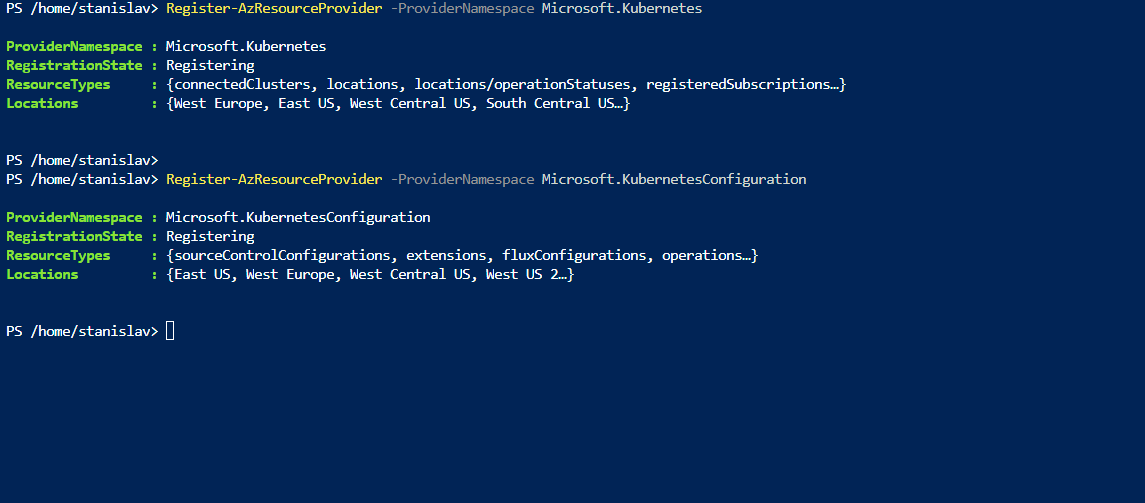 PS /home/stanislav> Register-AzResourceProvider -ProviderNamespace Microsoft.Kubernetes
ProviderNamespace : Microsoft.Kubernetes
RegistrationState : Registering
ResourceTypes     : {connectedClusters, locations, locations/operationStatuses, registeredSubscriptions…}
Locations         : {West Europe, East US, West Central US, South Central US…}
PS /home/stanislav>
PS /home/stanislav> Register-AzResourceProvider -ProviderNamespace Microsoft.KubernetesConfiguration
ProviderNamespace : Microsoft.KubernetesConfiguration
RegistrationState : Registering
ResourceTypes     : {sourceControlConfigurations, extensions, fluxConfigurations, operations…}
Locations         : {East US, West Europe, West Central US, West US 2…}
PS /home/stanislav>